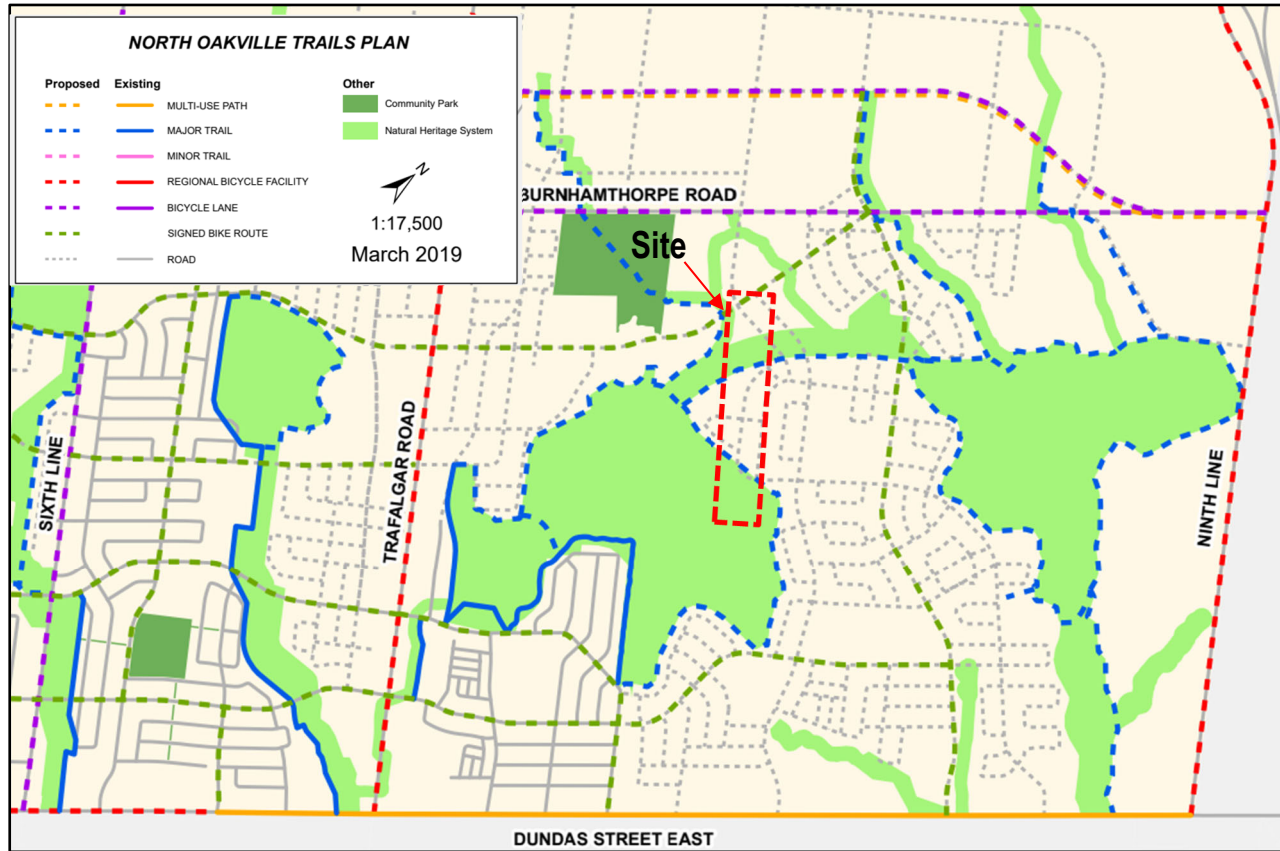 NORTH OAKVILLE TRAILS PLAN
Proposed Existing
MULTI-USE PATH
MAJOR TRAIL
MINOR TRAIL
REGIONAL BICYCLE FACILITY
BICYCLE LANE
SIGNED BIKE ROUTE
ROAD
Other
Community Park
Natural Heritage System
N
1:17,500
March 2019
BURNHAMTHORPE ROAD
Site
SIXTH LINE
TRAFALGAR ROAD
NINTH LINE
DUNDAS STREET EAST